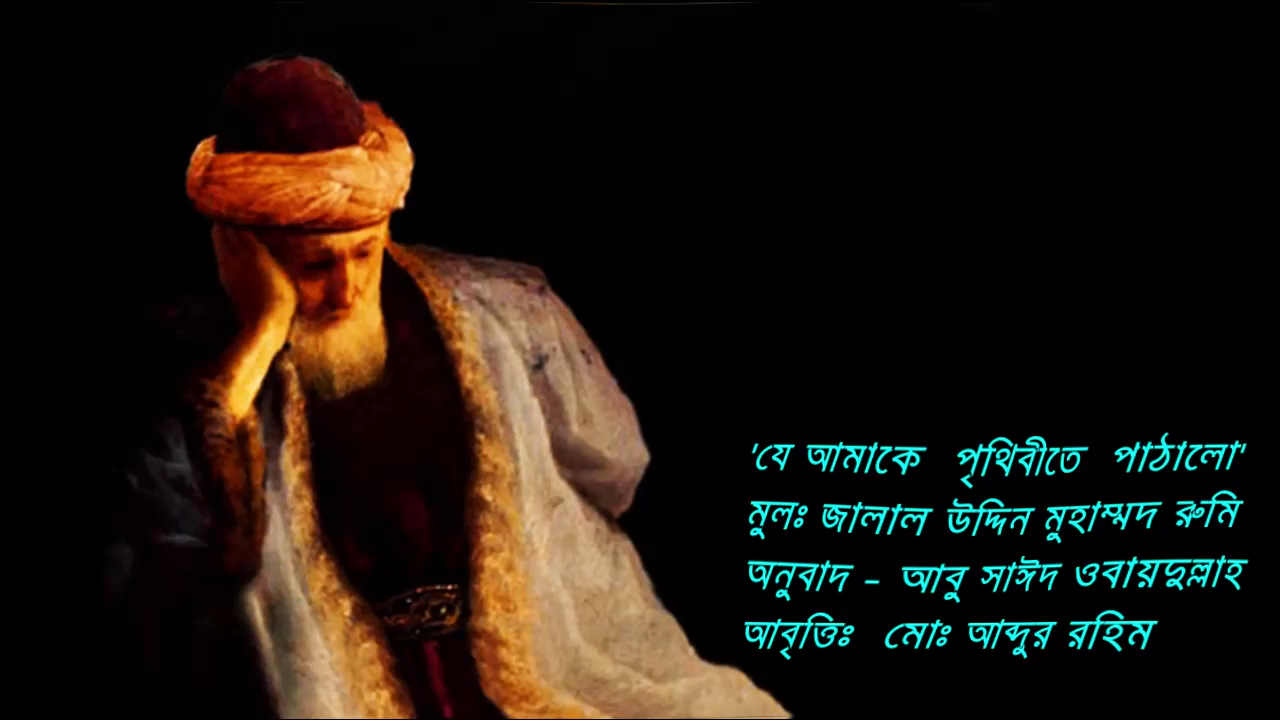 'যে আমাকে পৃথিবীতে পাঠালো'
মুলঃ জালাল উদ্দিন মুহাম্মদ রুমি
অনুবাদ - আবু সাঈদ ওবায়দুল্লাহ
আবৃত্তিঃ মোঃ আব্দুর রহিম